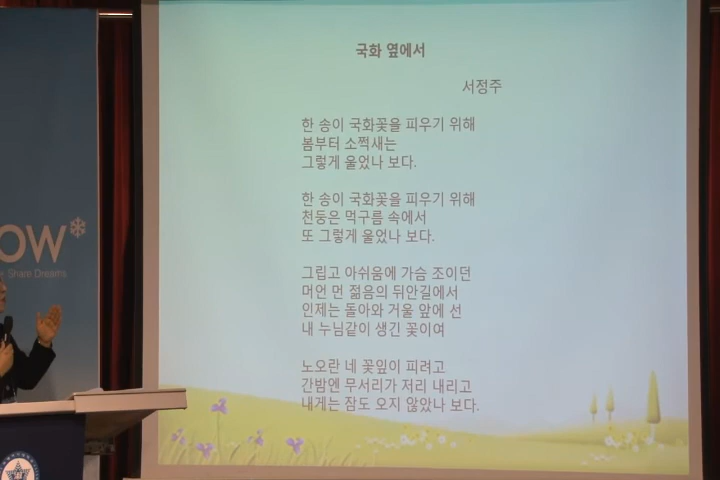 국화 옆에서
서정주
한 송이 국화꽃을 피우기 위해
봄부터 소쩍새는
그렇게 울었나 보다.
한 송이 국화꽃을 피우기 위해
천둥은 먹구름 속에서
또 그렇게 울었나 보다.
그립고 아쉬움에 가슴 조이던
머언 먼 젊음의 뒤안길에서
인제는 돌아와 거울 앞에 선
내 누님같이 생긴 꽃이여
노오란 네 꽃잎이 피려고
간밤엔 무서리가 저리 내리고
내게는 잠도 오지 않았나 보다.
OW
Share Dreams